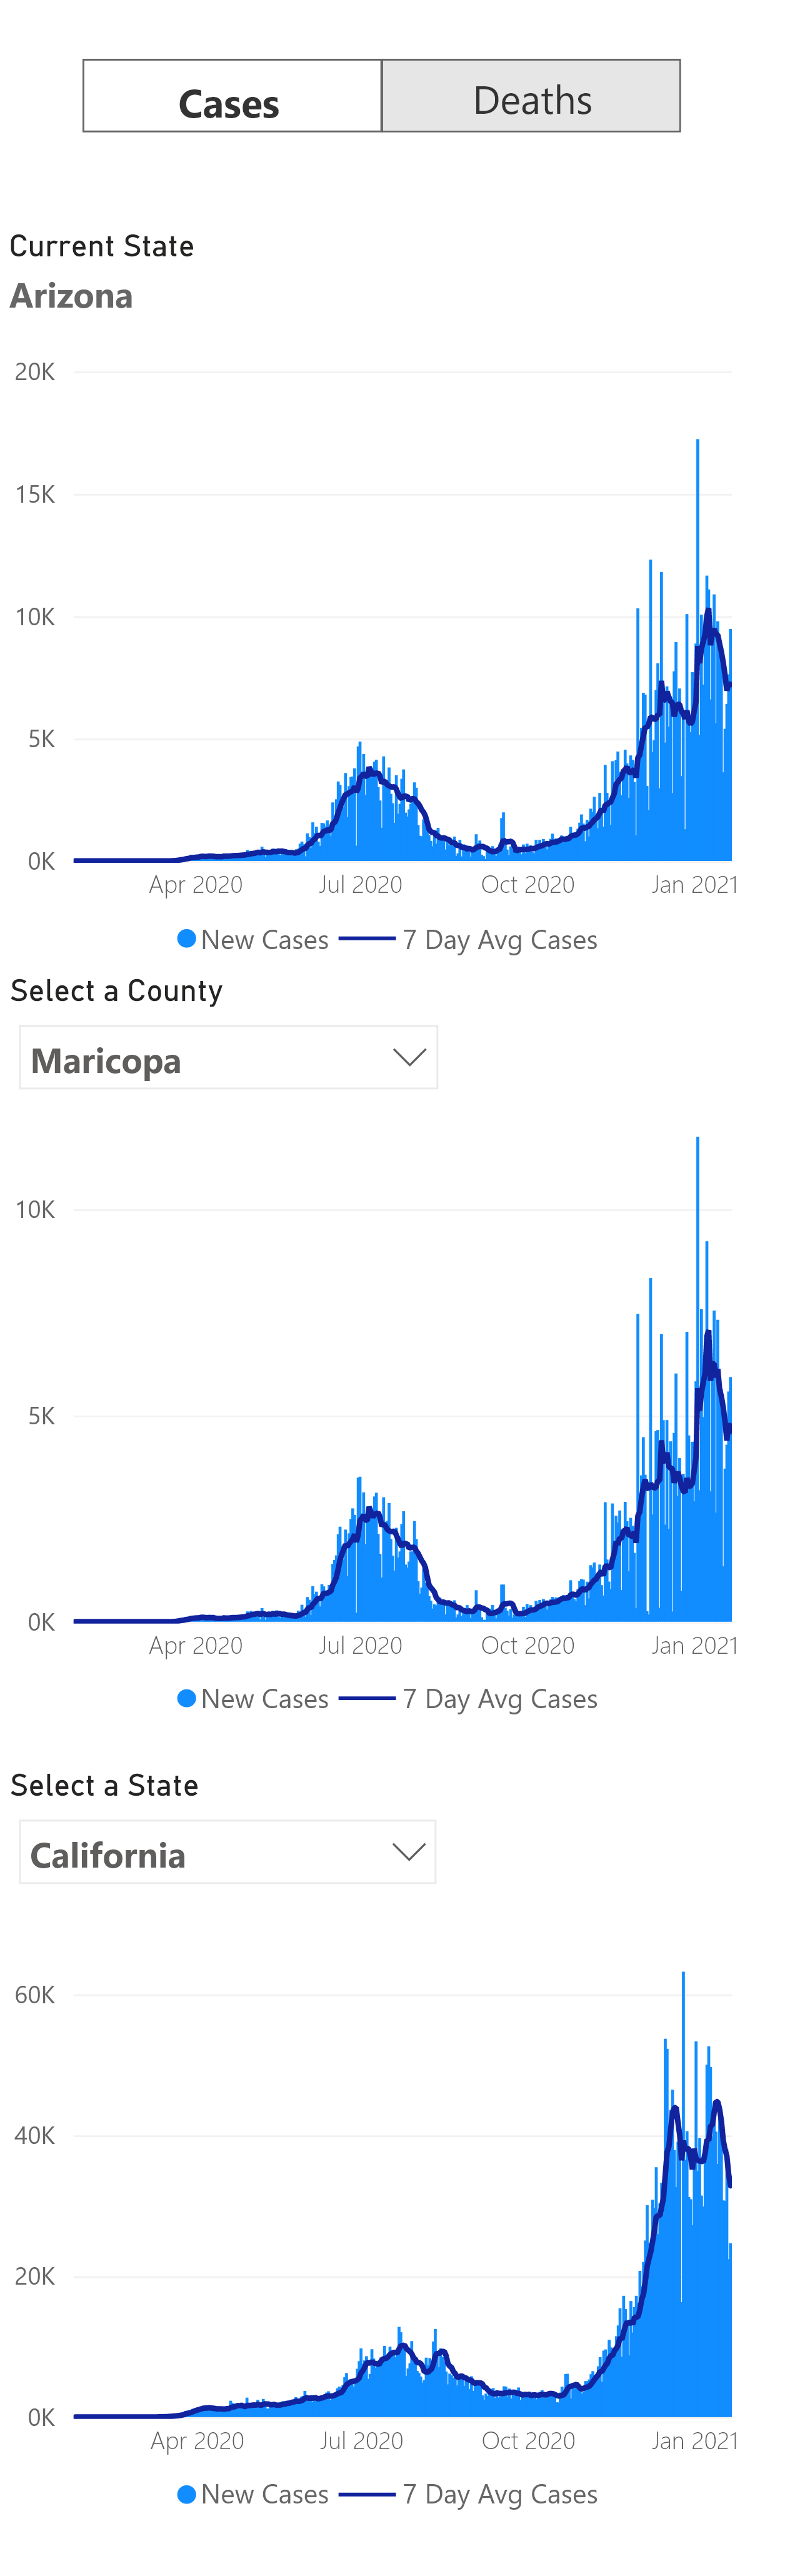 Cases Deaths
Current State
Arizona
20K
15K
10K
5K
0K
Apr 2020 Jul 2020 Oct 2020 Jan 2021
New Cases 7 Day Avg Cases
Select a County
Maricopa
10K
5K
0K
Apr 2020 Jul 2020 Oct 2020 Jan 2021
New Cases 7 Day Avg Cases
Select a State
California
60K
40K
20K
0K
Apr 2020 Jul 2020 Oct 2020 Jan 2021
New Cases 7 Day Avg Cases